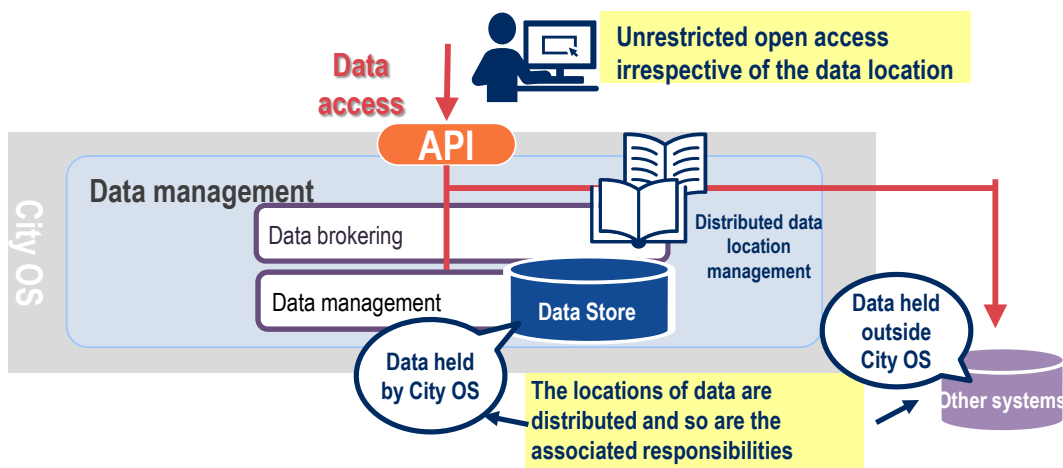 Unrestricted open access
irrespective of the data location
Data
access
API
City OS
Data management
Data brokering
Distributed data
location
management
Data management
Data Store
Data held
by City OS
Data held
outside
City OS
Other systems
The locations of data are
distributed and so are the
associated responsibilities